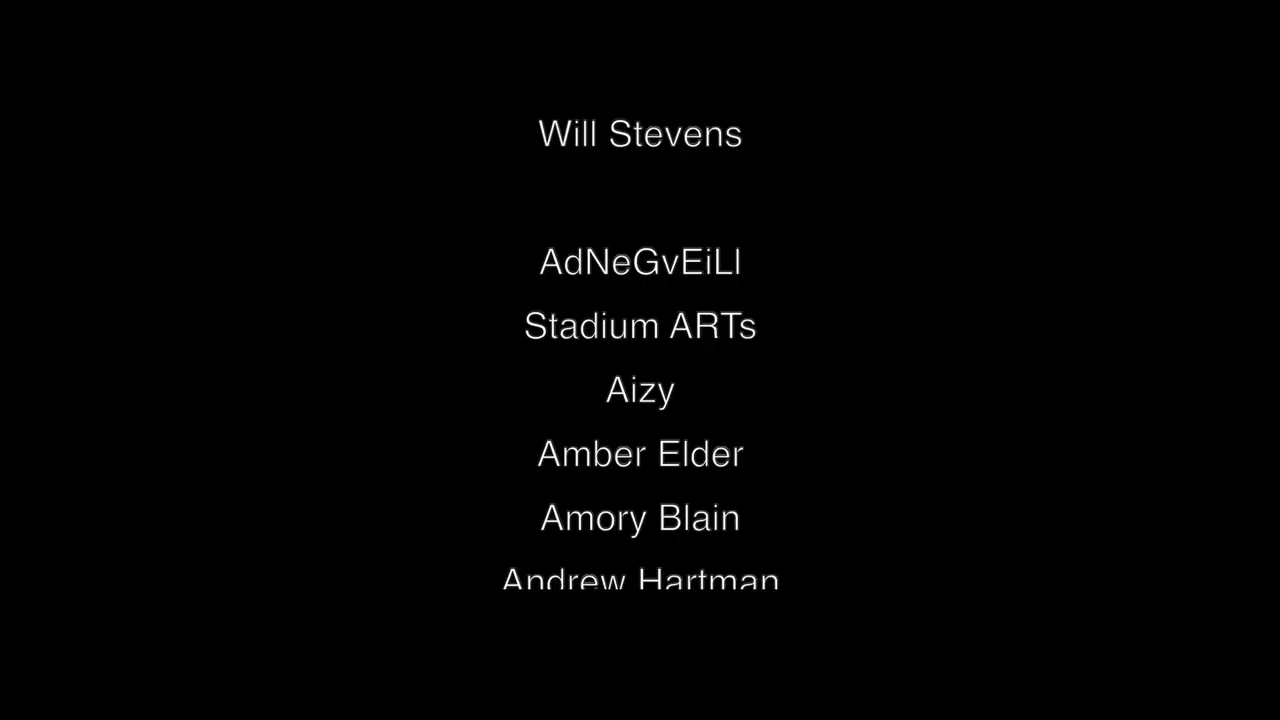 Will Stevens
AdNeGvEiLl
Stadium ARTs
Aizy
Amber Elder
Amory Blain
Andrew Hartman